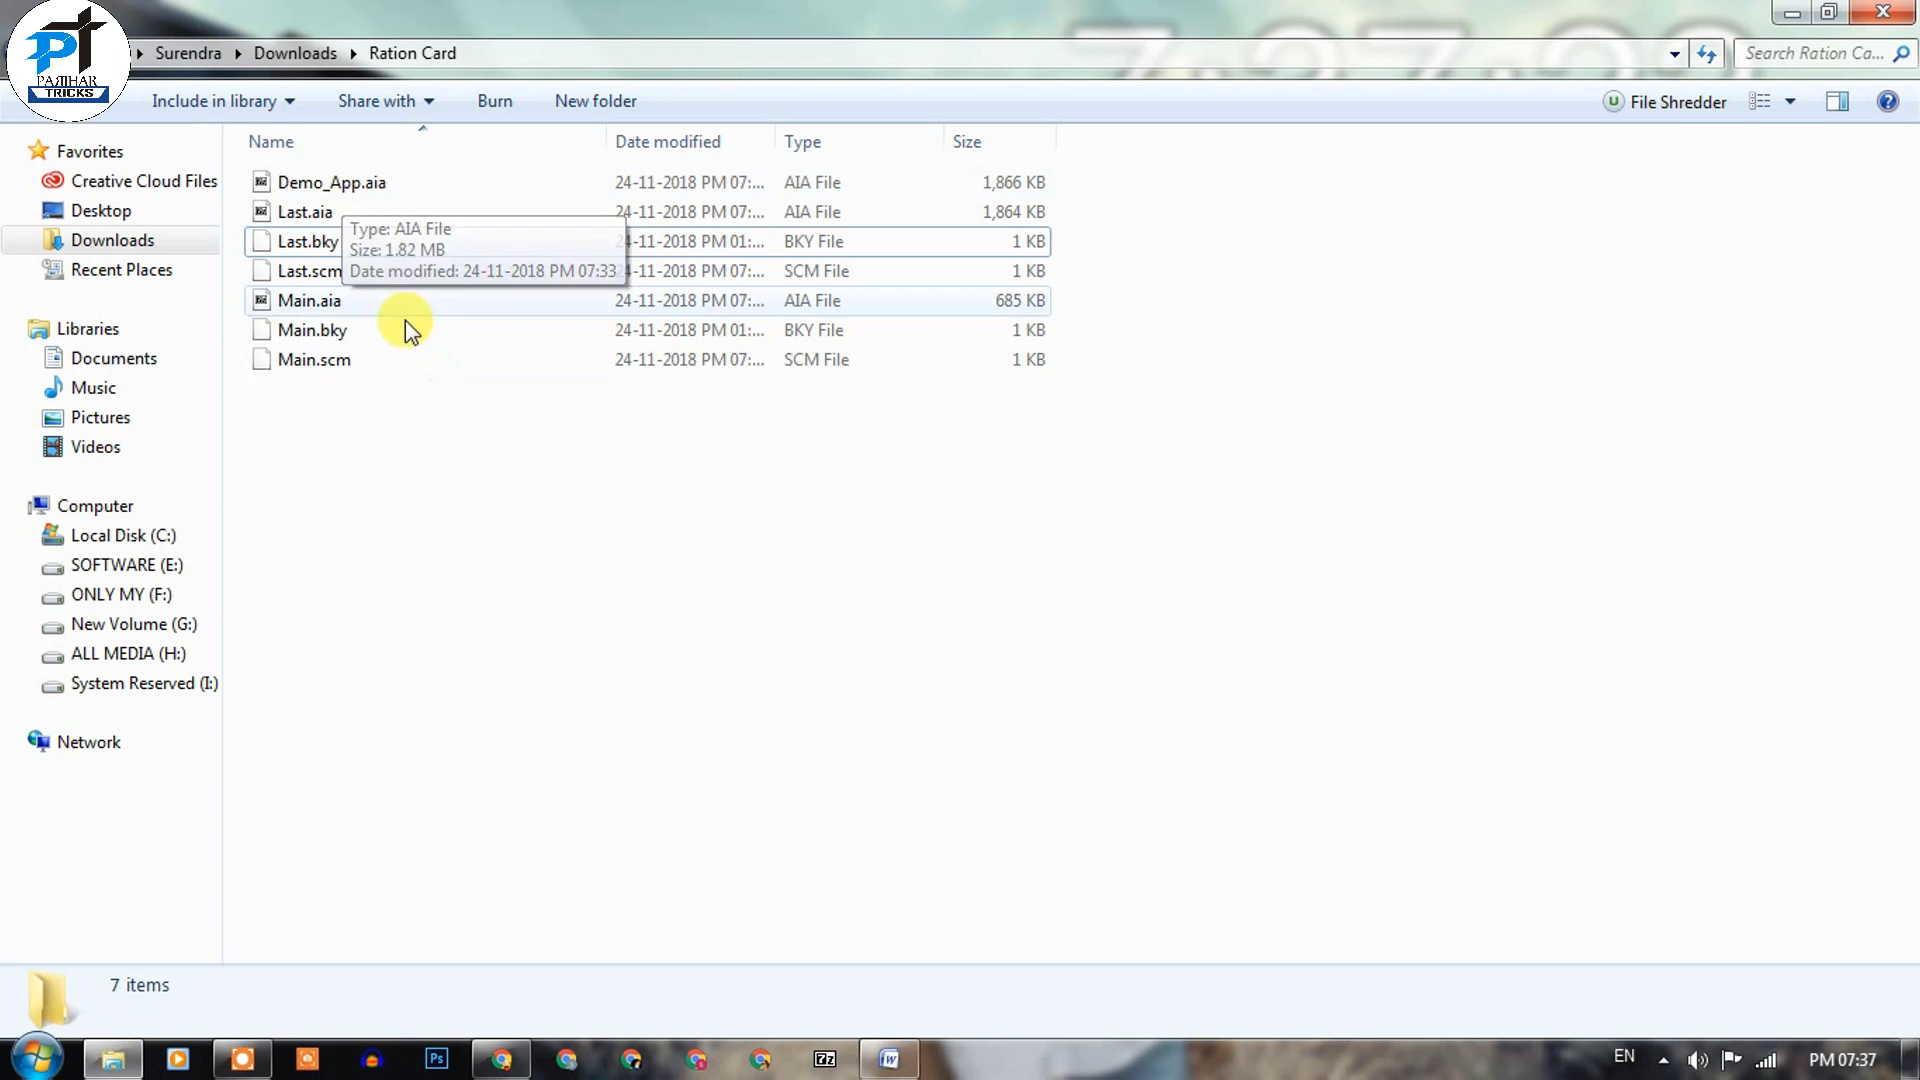 PARIHAR
TRICKS
Surendra Downloads Ration Card
Search Ration Ca...
Include in library Share with Burn New folder File Shredder
Name Date modified Type Size
Favorites
Creative Cloud Files
Desktop
Downloads
Recent Places
Libraries
Documents
Music
Pictures
Videos
Computer
Local Disk (C:)
SOFTWARE (E:)
ONLY MY (F:)
New Volume (G:)
ALL MEDIA (H:)
System Reserved (I:)
Network
Demo_App.aia 24-11-2018 PM 07:... AIA File 1,866 KB
Last.aia 24-11-2018 PM 07:... AIA File 1,864 KB
Last.bky 24-11-2018 PM 01:... BKY File 1 KB
Last.scm 24-11-2018 PM 07:... SCM File 1 KB
Main.aia 24-11-2018 PM 07:... AIA File 685 KB
Main.bky 24-11-2018 PM 01:... BKY File 1 KB
Main.scm 24-11-2018 PM 07:... SCM File 1 KB
Type: AIA File
Size: 1.82 MB
Date modified: 24-11-2018 PM 07:33
7 items
Ps 7z W
EN PM 07:37